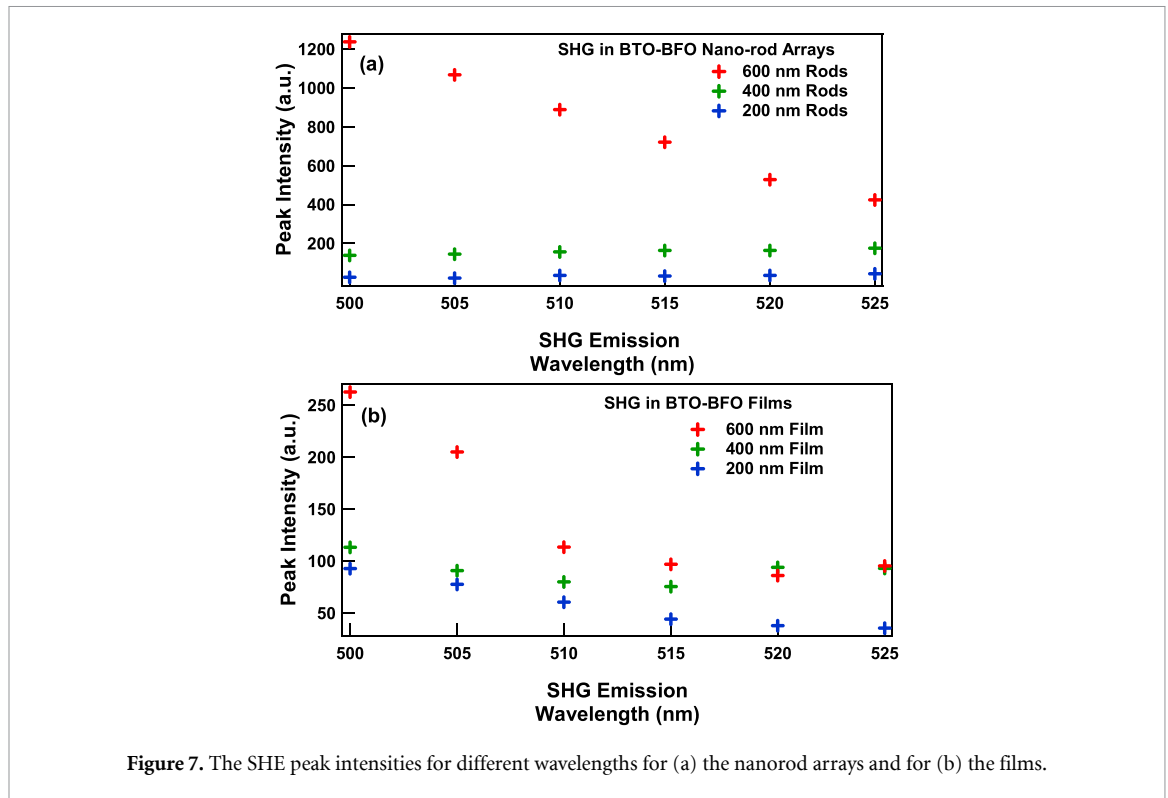 SHG in BTO-BFO Nano-rod Arrays
(a)
600 nm Rods
400 nm Rods
200 nm Rods
Peak Intensity (a.u.)
1200
1000
800
600
400
200
500 505 510 515 520 525
SHG Emission
Wavelength (nm)
SHG in BTO-BFO Films
(b)
600 nm Film
400 nm Film
200 nm Film
Peak Intensity (a.u.)
250
200
150
100
50
500 505 510 515 520 525
SHG Emission
Wavelength (nm)
Figure 7. The SHE peak intensities for different wavelengths for (a) the nanorod arrays and for (b) the films.